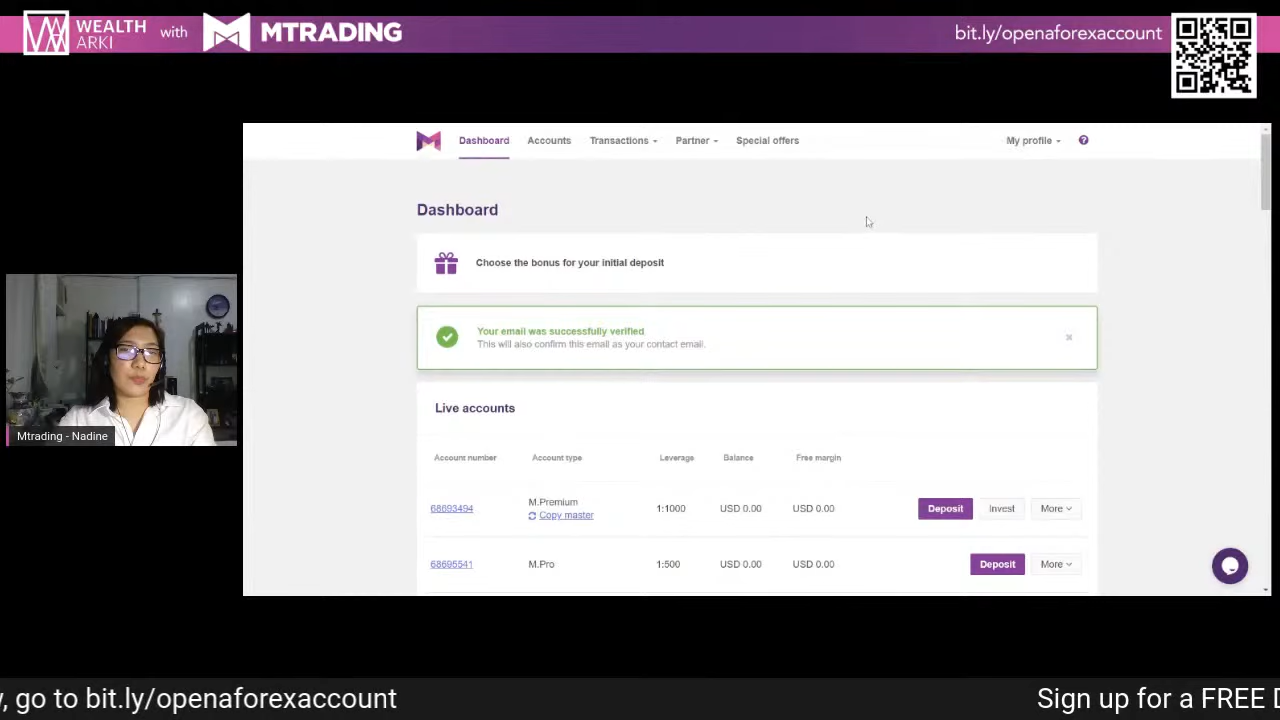 WEALTH ARKI with MTRADING
bit.ly/openaforexaccount
Dashboard Accounts Transactions Partner Special offers My profile
Dashboard
Choose the bonus for your initial deposit
Your email was successfully verified
This will also confirm this email as your contact email.
Live accounts
Account number Account type Leverage Balance Free margin
68693494 M.Premium 1:1000 USD 0.00 USD 0.00 Deposit Invest More
Copy master
68695541 M.Pro 1:500 USD 0.00 USD 0.00 Deposit More
Mtrading - Nadine
, go to bit.ly/openaforexaccount Sign up for a FREE